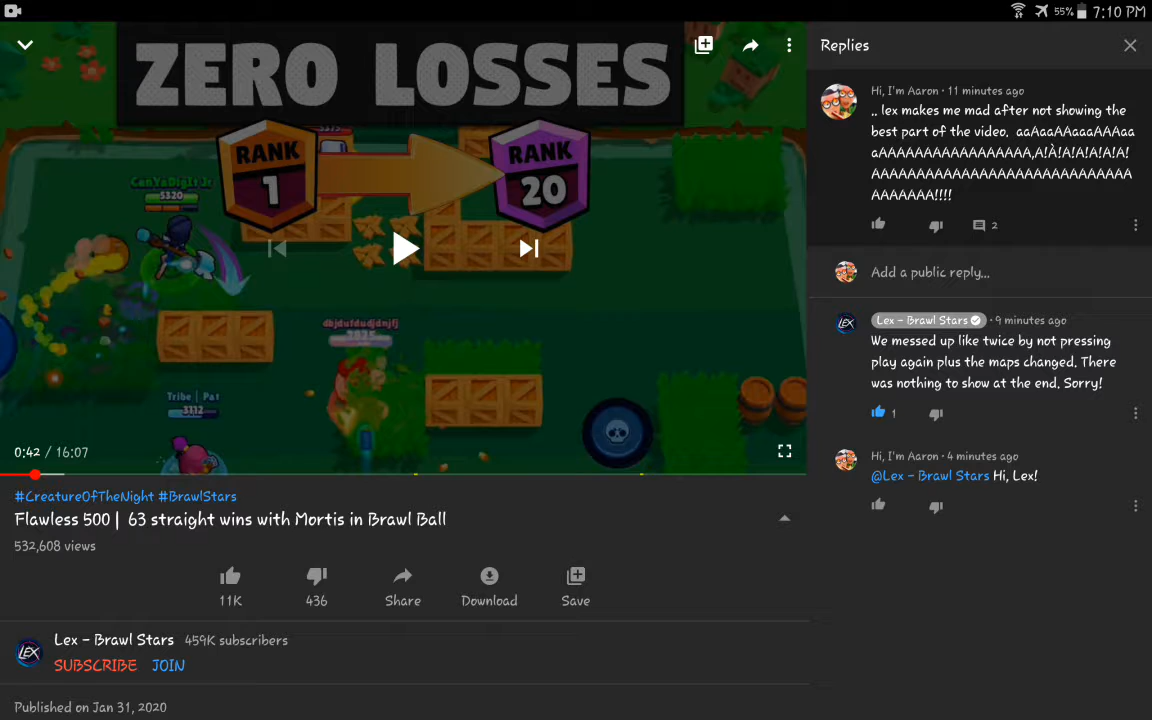 55% 7:10 PM
ZERO LOSSES
RANK
1
RANK
20
CanYaDigIt Jr
5320
dbjdufdudjdnjfj
Tribe | Pat
3112
0:42 / 16:07
#CreatureOfTheNight #BrawlStars
Flawless 500 | 63 straight wins with Mortis in Brawl Ball
532,608 views
11K
436
Share
Download
Save
LEX
Lex - Brawl Stars 459K subscribers
SUBSCRIBE JOIN
Published on Jan 31, 2020
Replies
Hi, I'm Aaron · 11 minutes ago
.. lex makes me mad after not showing the
best part of the video. aaAaaAAaaaAAAaa
aAAAAAAAAAAAAAAAAA,A!À!A!A!A!A!A!
AAAAAAAAAAAAAAAAAAAAAAAAAAAAA
AAAAAAA!!!!
2
Add a public reply...
LEX
Lex - Brawl Stars · 9 minutes ago
We messed up like twice by not pressing
play again plus the maps changed. There
was nothing to show at the end. Sorry!
1
Hi, I'm Aaron · 4 minutes ago
@Lex - Brawl Stars Hi, Lex!